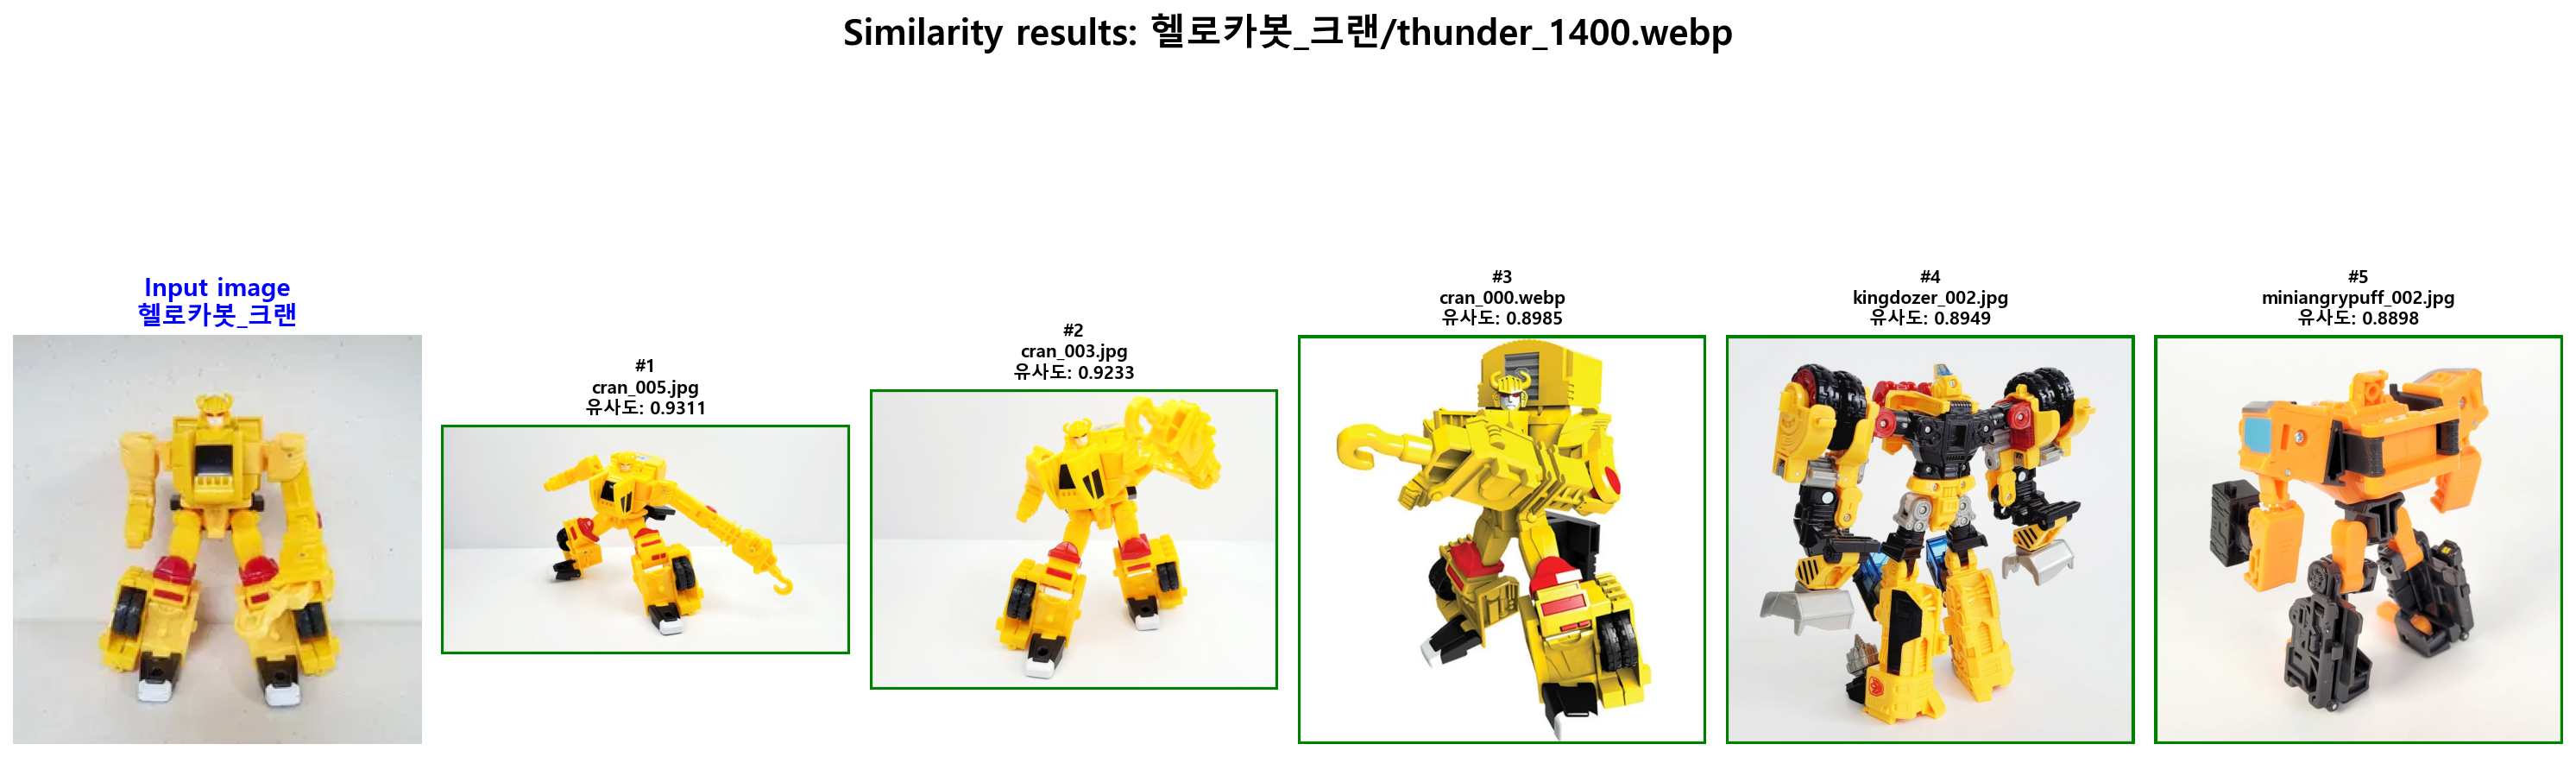 Similarity results: 헬로카봇_크랜/thunder_1400.webp
Input image
헬로카봇_크랜
#1
cran_005.jpg
유사도: 0.9311
#2
cran_003.jpg
유사도: 0.9233
#3
cran_000.webp
유사도: 0.8985
#4
kingdozer_002.jpg
유사도: 0.8949
#5
miniangrypuff_002.jpg
유사도: 0.8898